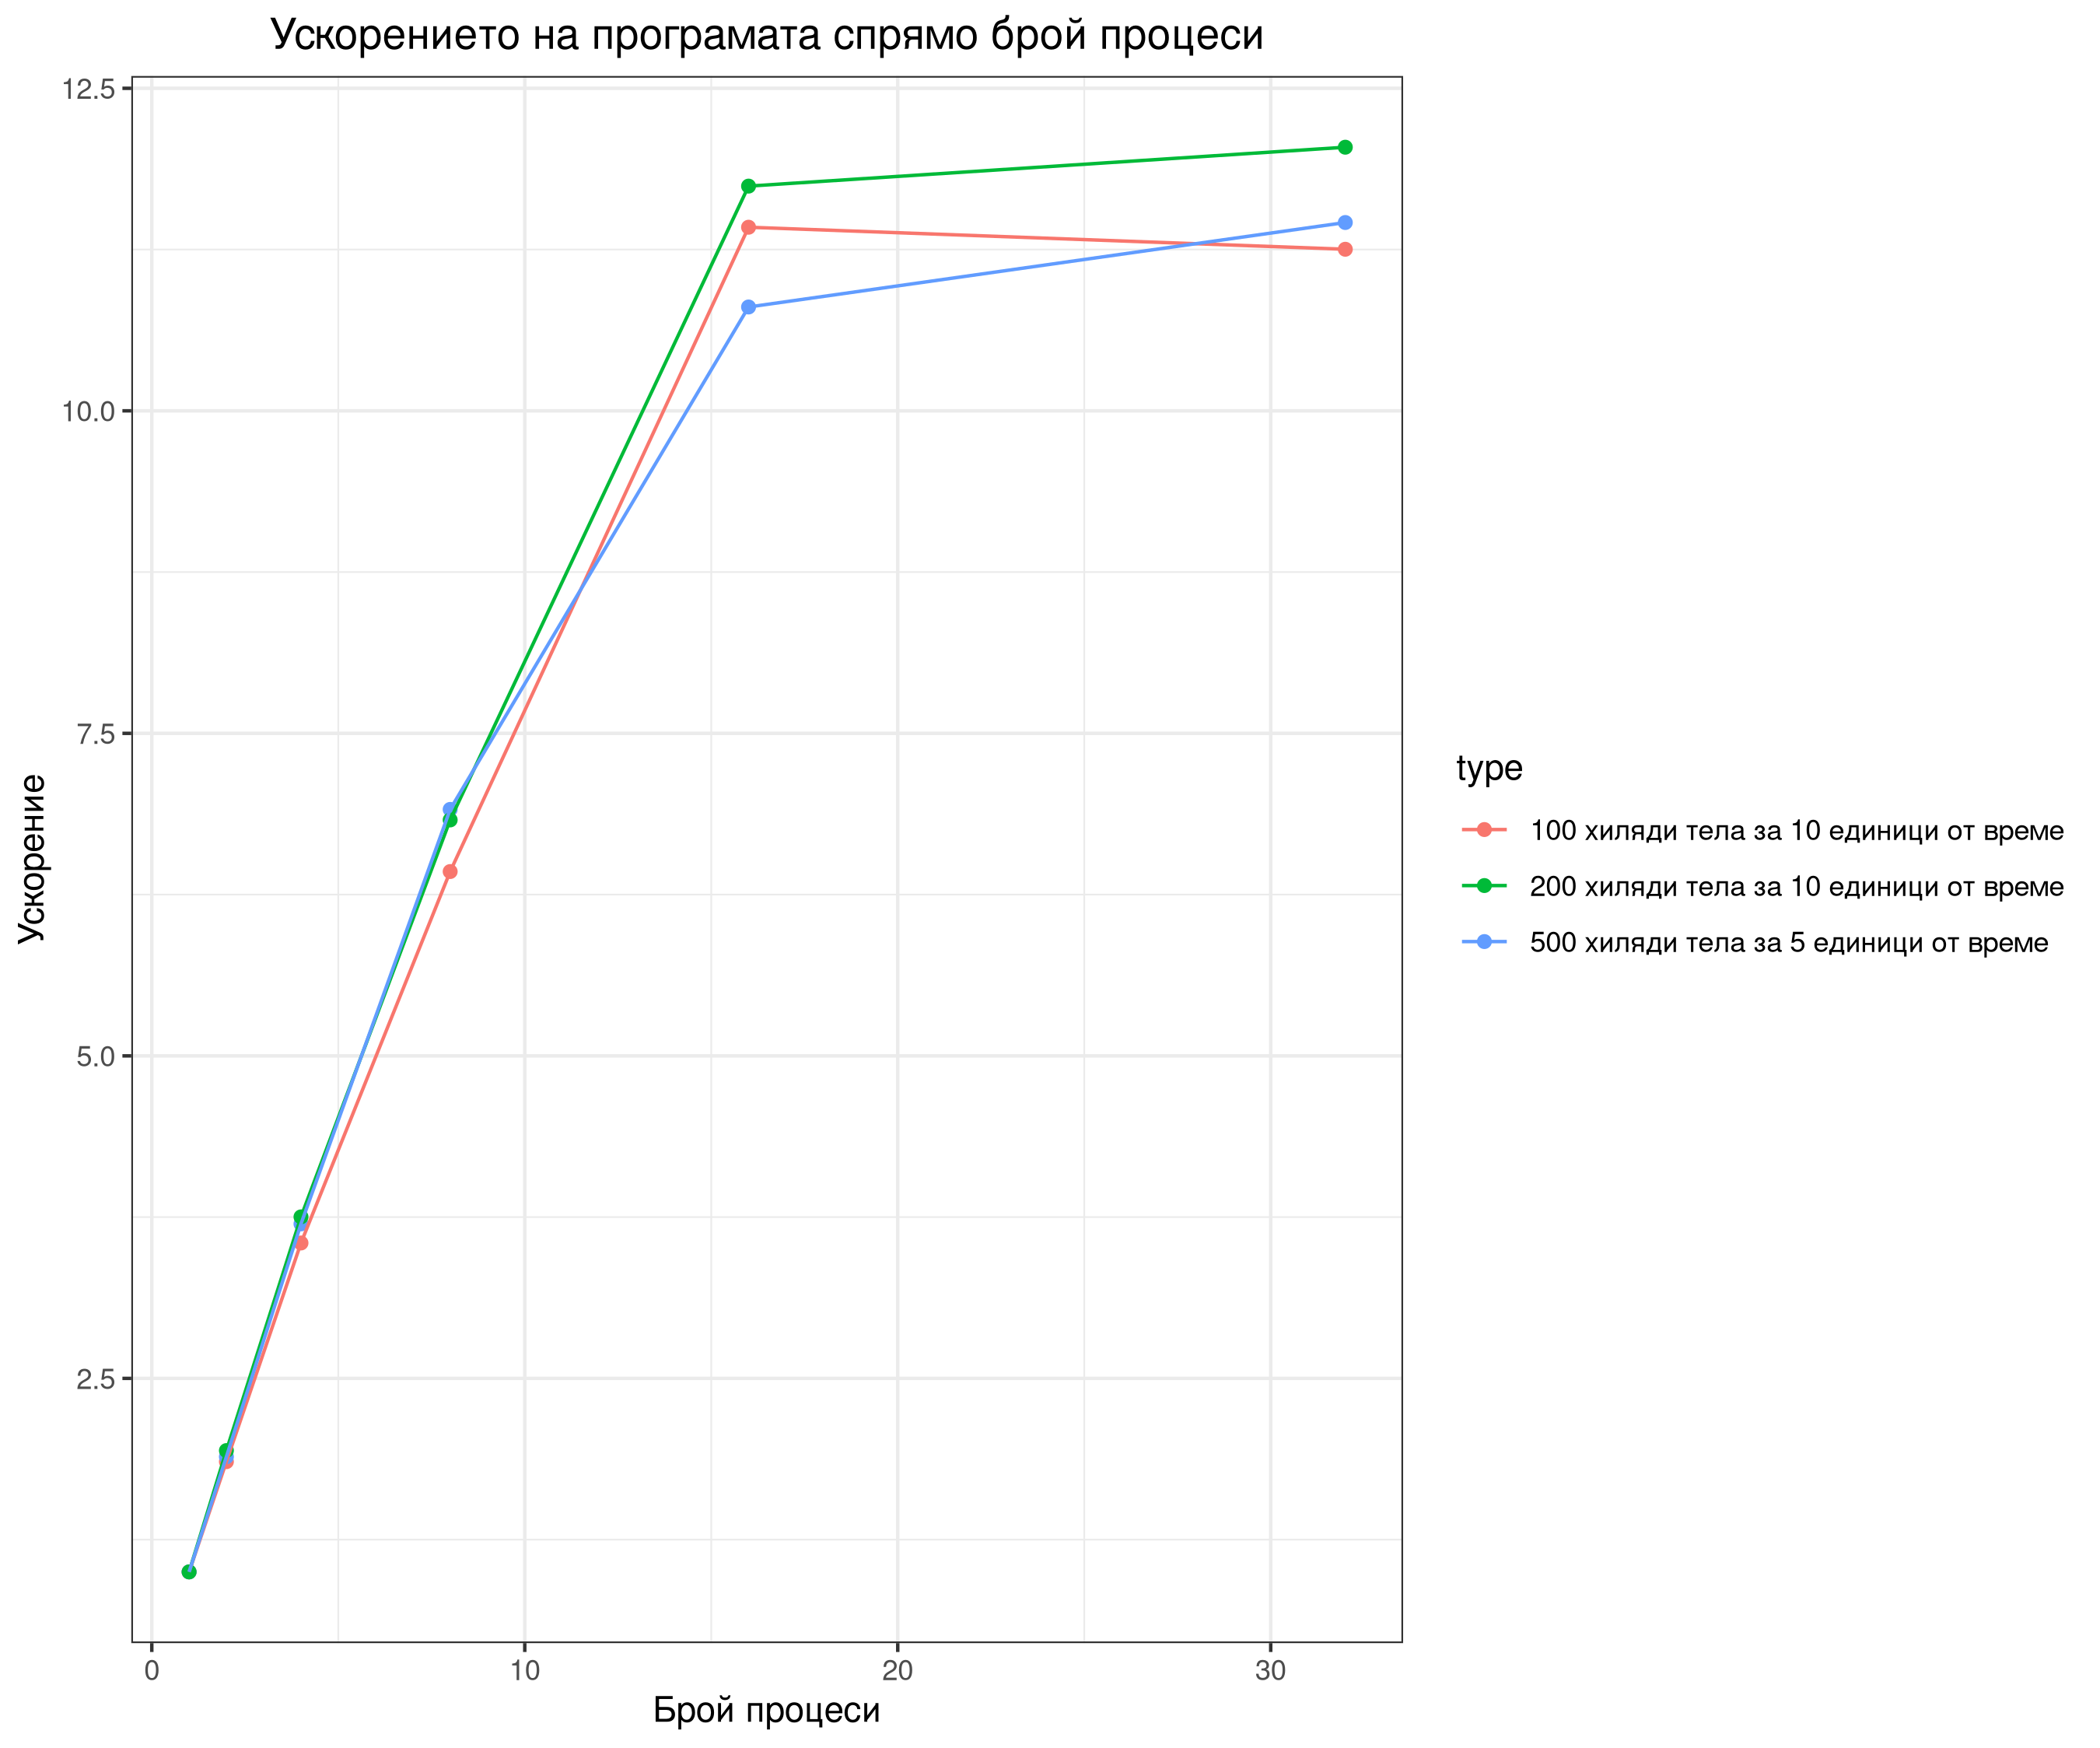 Ускорението на програмата спрямо брой процеси
12.5
10.0
7.5
5.0
2.5
Ускорение
0 10 20 30
Брой процеси
type
100 хиляди тела за 10 единици от време
200 хиляди тела за 10 единици от време
500 хиляди тела за 5 единици от време